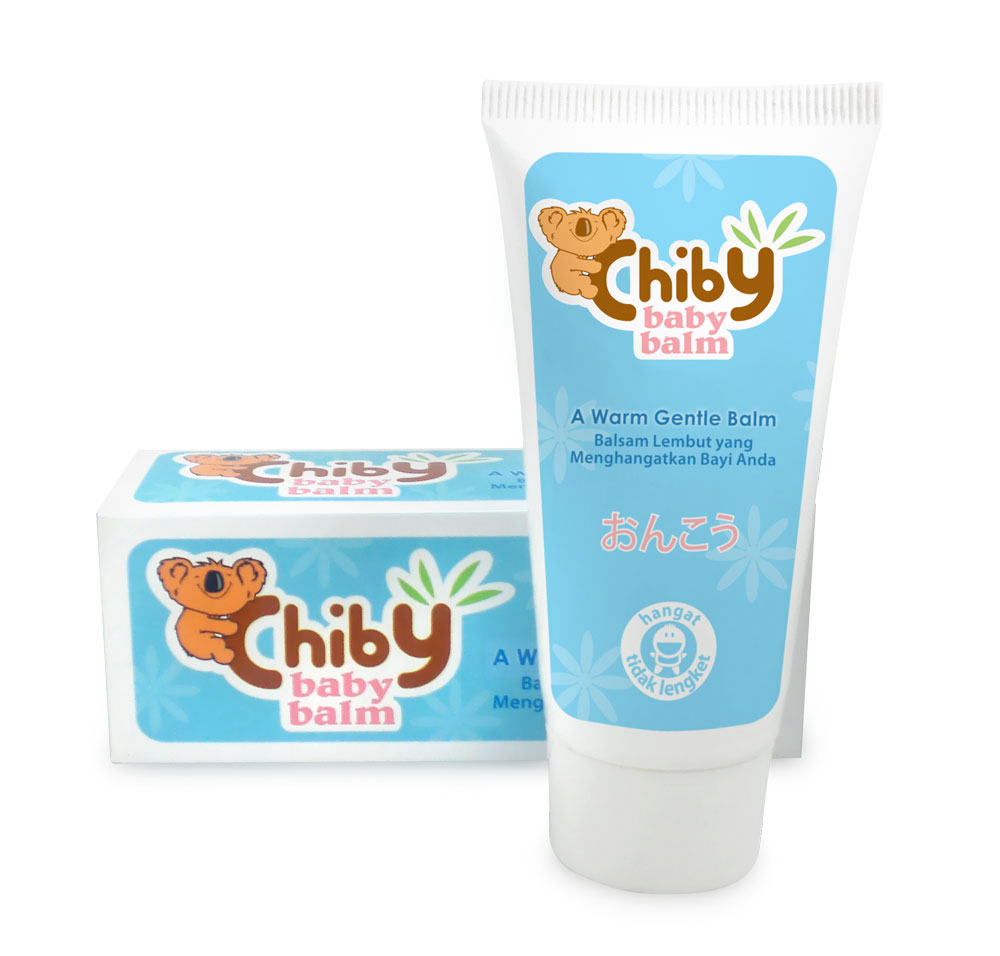 Chiby
baby
balm
A Warm Gentle Balm
Balsam Lembut yang
Menghangatkan Bayi Anda
おんこう
hangat
tidak lengket
Chiby
baby
balm
A W
Chiby
baby
balm
A W
Ba
Meng